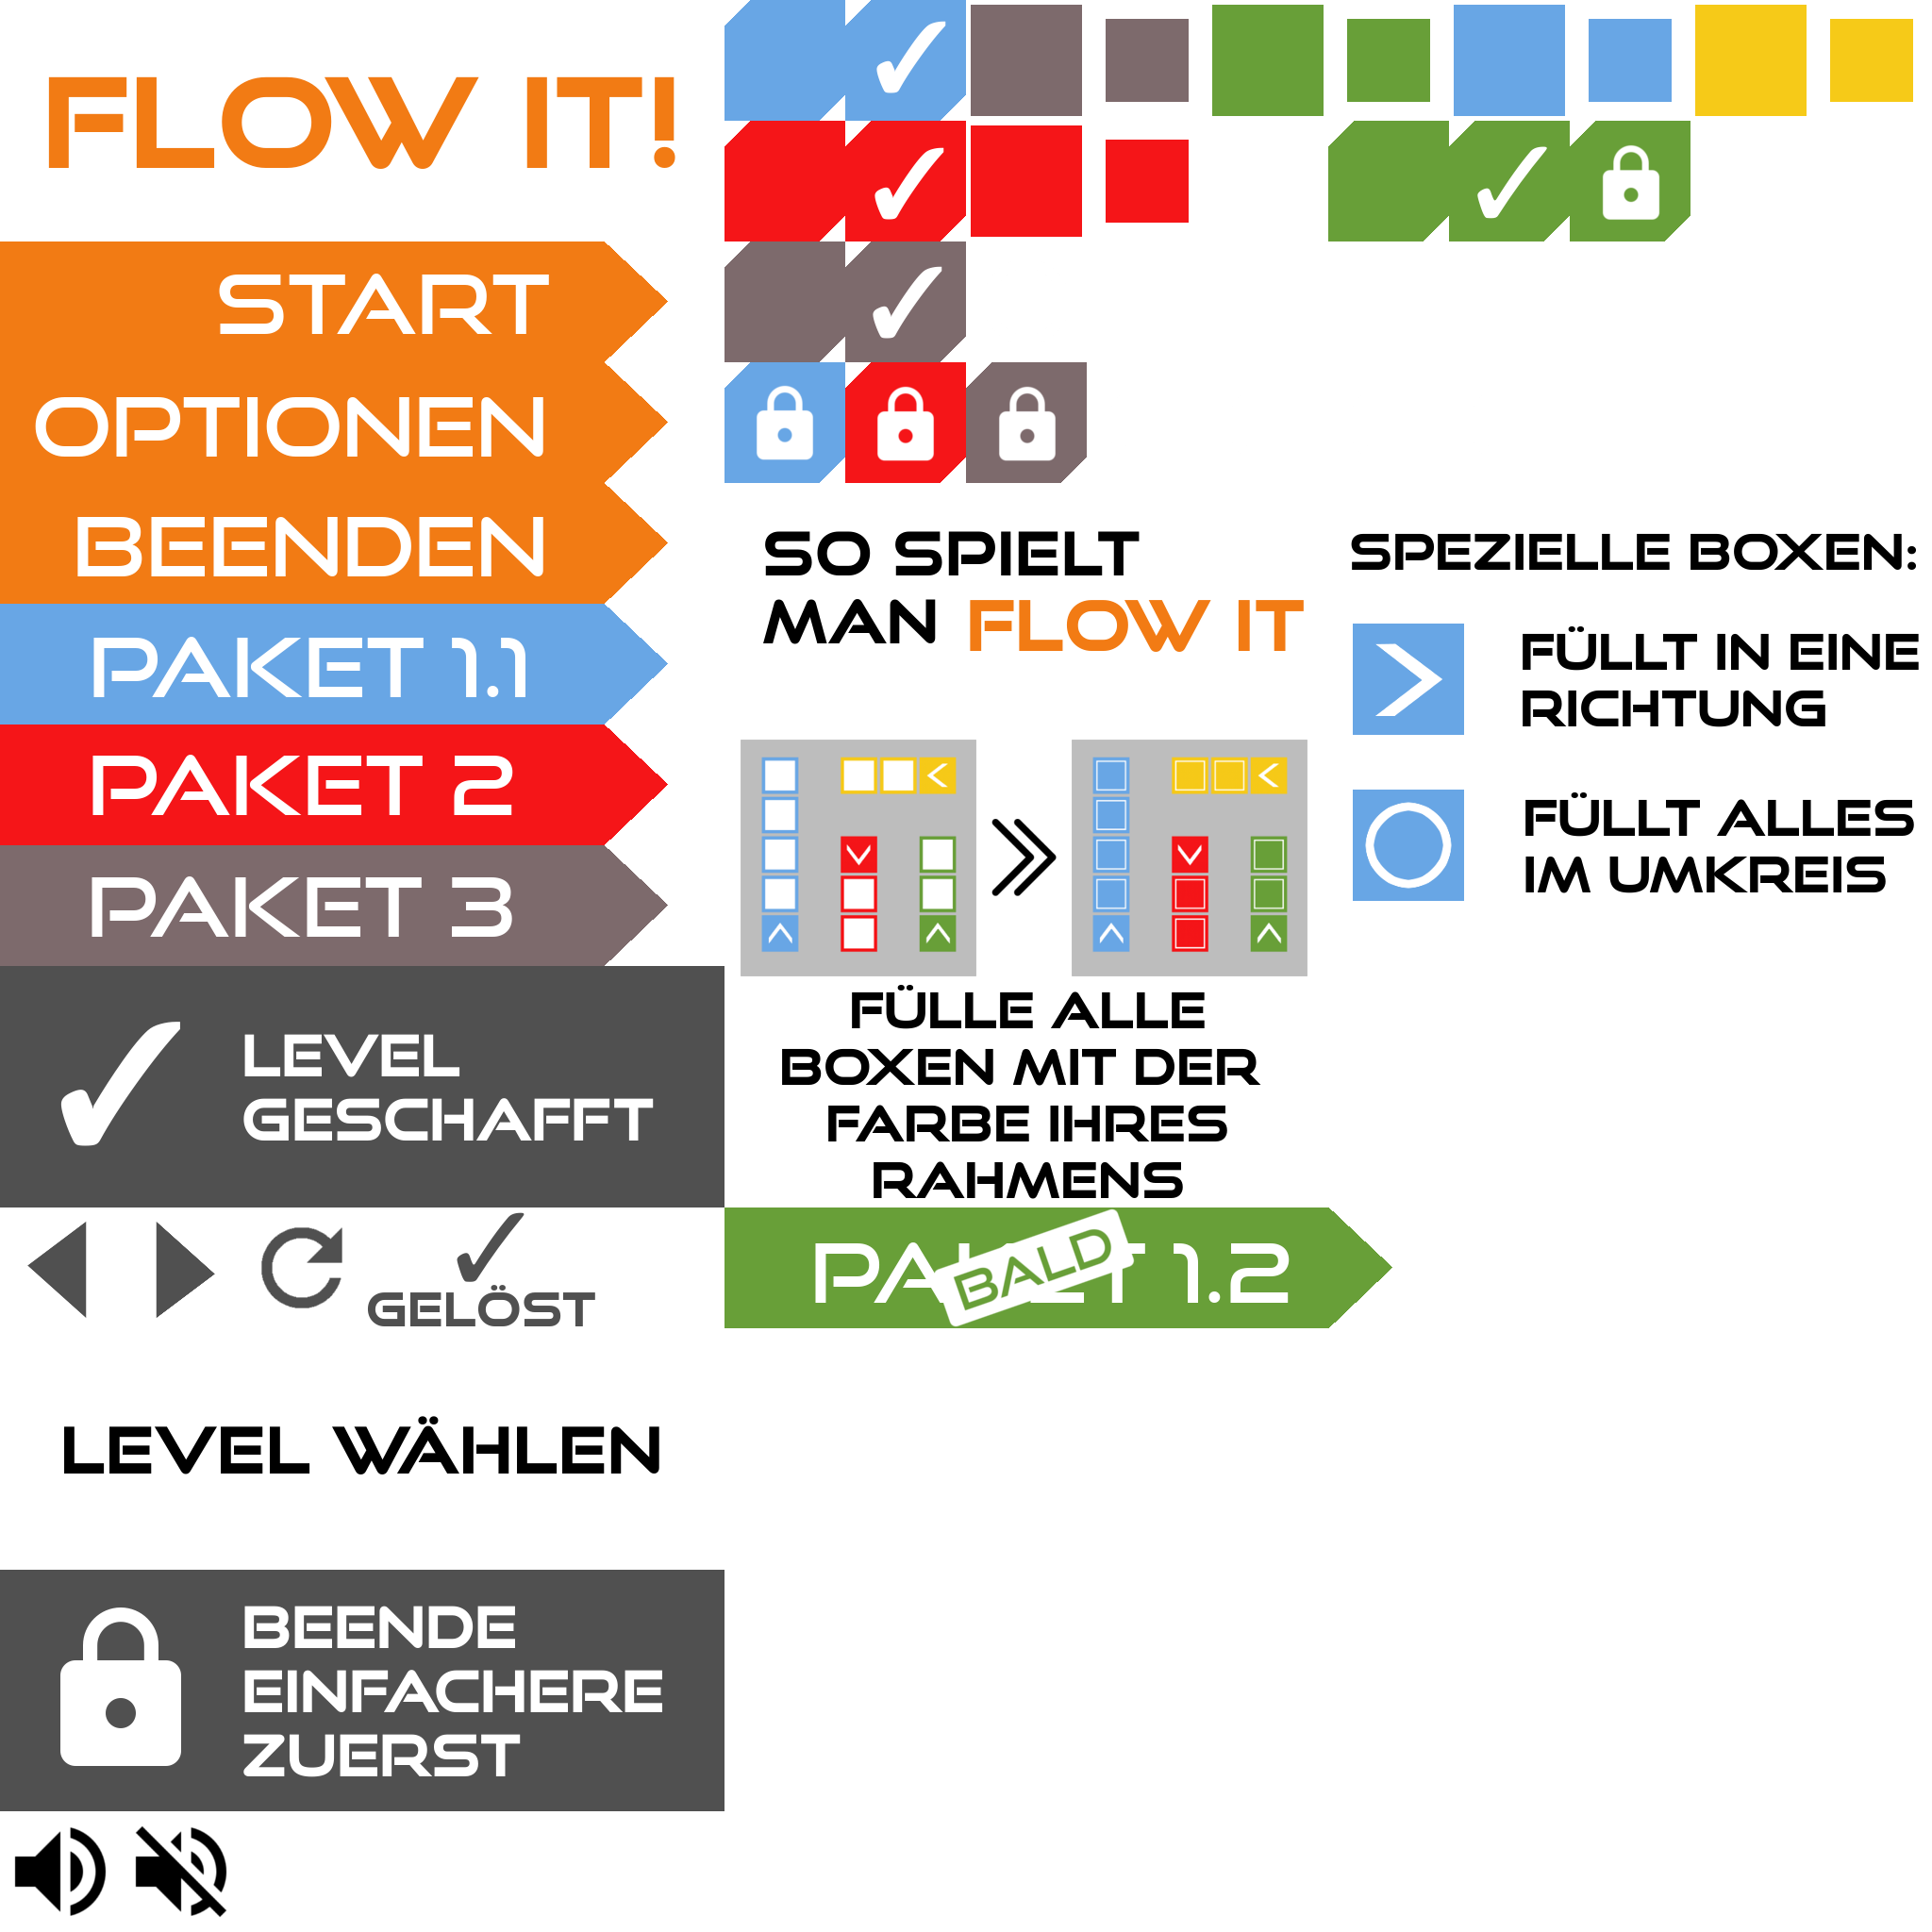 FLOW IT!
START
OPTIONEN
BEENDEN
PAKET 1.1
PAKET 2
PAKET 3
LEVEL
GESCHAFFT
GELÖST
LEVEL WÄHLEN
BEENDE
EINFACHERE
ZUERST
SO SPIELT
MAN FLOW IT
FÜLLE ALLE
BOXEN MIT DER
FARBE IHRES
RAHMENS
PAKET 1.2
BALD
SPEZIELLE BOXEN:
FÜLLT IN EINE
RICHTUNG
FÜLLT ALLES
IM UMKREIS